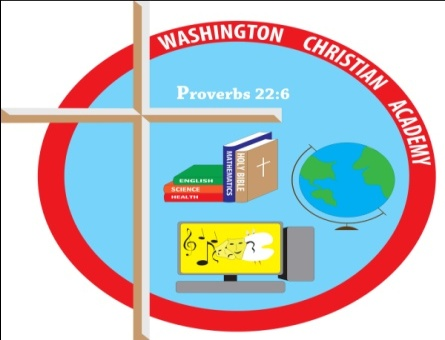 WASHINGTON CHRISTIAN ACADEMY
Proverbs 22:6
ENGLISH
SCIENCE
HEALTH
MATHEMATICS
HOLY BIBLE